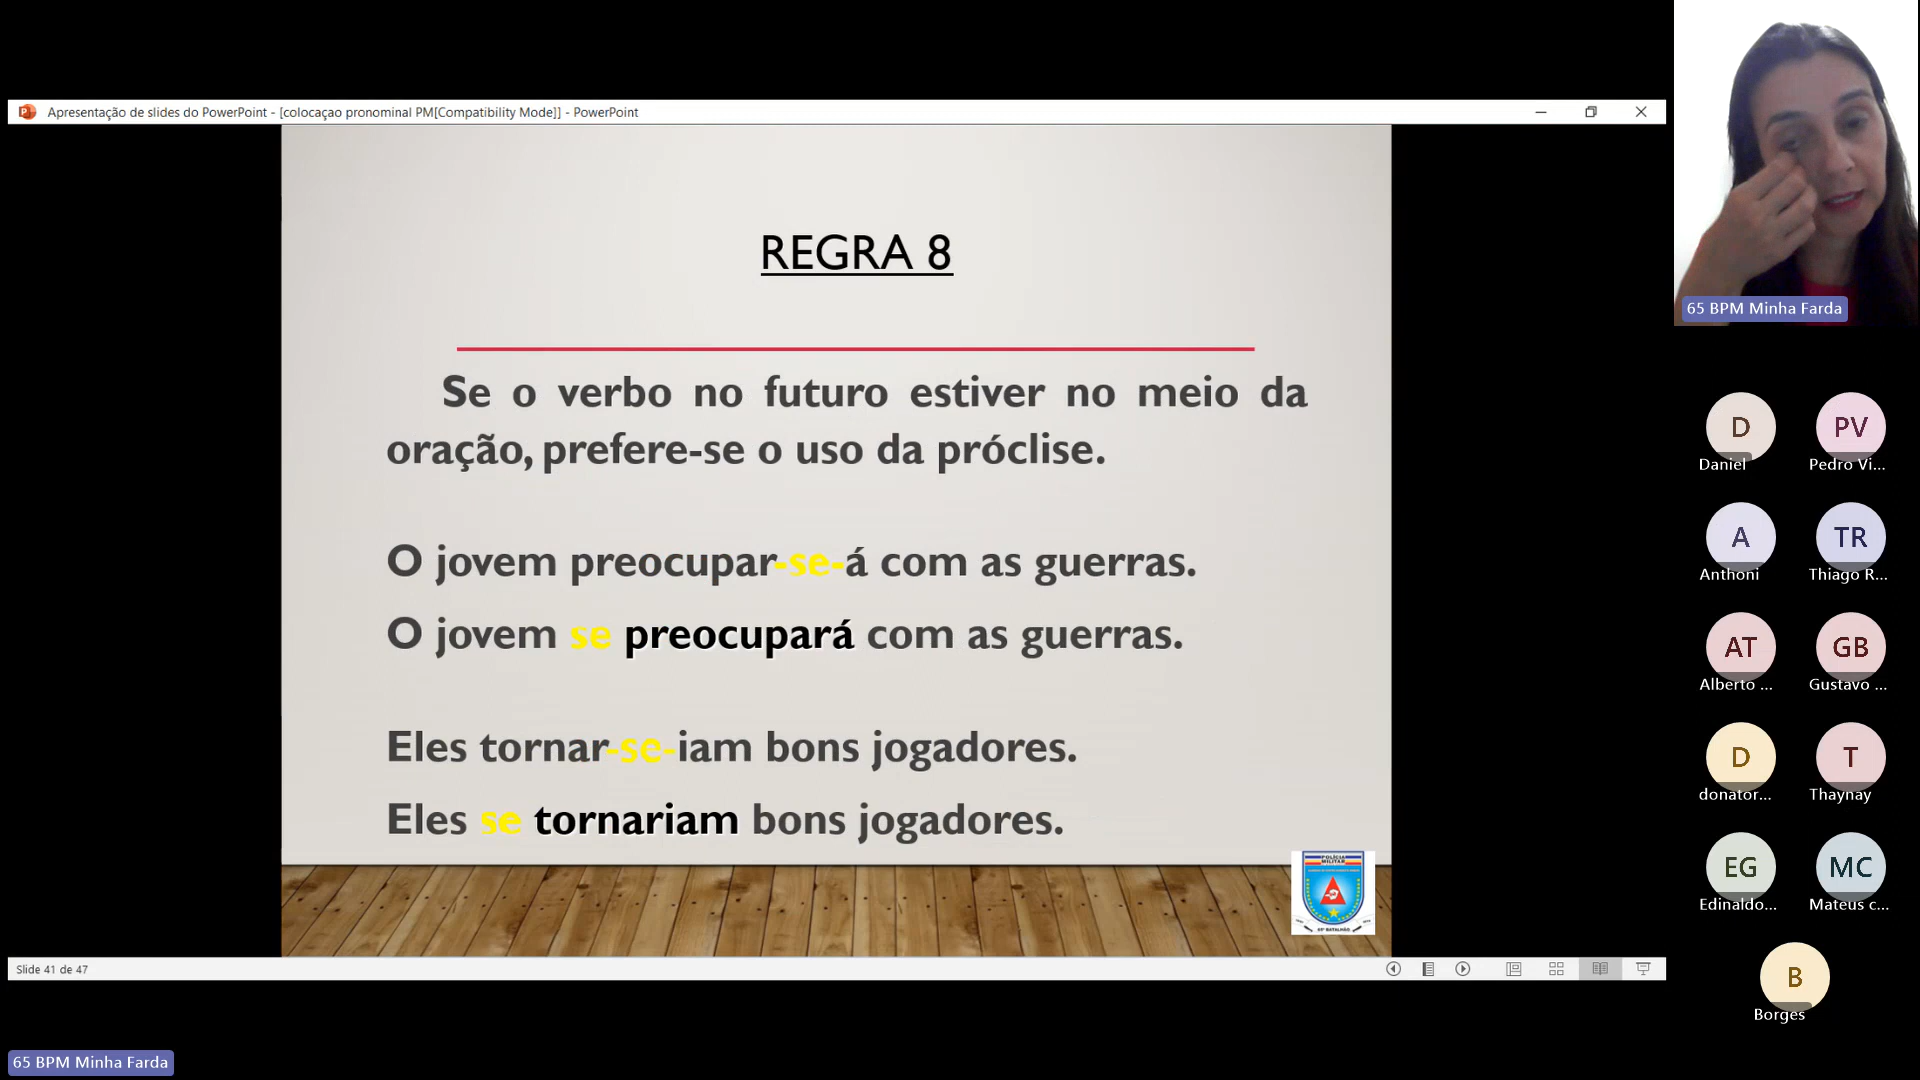 Apresentação de slides do PowerPoint - [colocaçao pronominal PM[Compatibility Mode]] - PowerPoint
REGRA 8
Se o verbo no futuro estiver no meio da
oração, prefere-se o uso da próclise.
O jovem preocupar-se-á com as guerras.
O jovem se preocupará com as guerras.
Eles tornar-se-iam bons jogadores.
Eles se tornariam bons jogadores.
POLÍCIA
MILITAR
Slide 41 de 47
65 BPM Minha Farda
65 BPM Minha Farda
D
Daniel
PV
Pedro Vi...
A
Anthoni
TR
Thiago R...
AT
Alberto ...
GB
Gustavo ...
D
donator...
T
Thaynay
EG
Edinaldo...
MC
Mateus c...
B
Borges